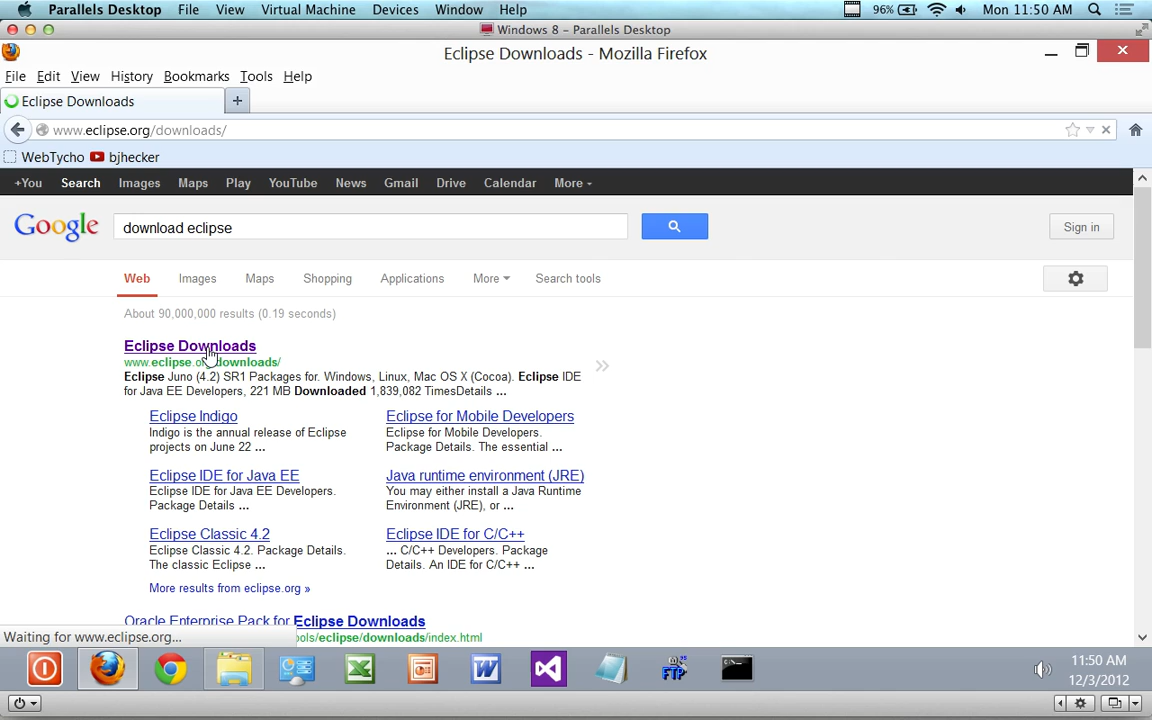 Parallels Desktop File View Virtual Machine Devices Window Help 96% Mon 11:50 AM
Windows 8 – Parallels Desktop
Eclipse Downloads - Mozilla Firefox
File Edit View History Bookmarks Tools Help
Eclipse Downloads
www.eclipse.org/downloads/
WebTycho bjhecker
+You Search Images Maps Play YouTube News Gmail Drive Calendar More
Google download eclipse Sign in
Web Images Maps Shopping Applications More Search tools
About 90,000,000 results (0.19 seconds)
Eclipse Downloads
www.eclipse.o downloads/
Eclipse Juno (4.2) SR1 Packages for. Windows, Linux, Mac OS X (Cocoa). Eclipse IDE
for Java EE Developers, 221 MB Downloaded 1,839,082 TimesDetails ...
Eclipse Indigo
Indigo is the annual release of Eclipse
projects on June 22 ...
Eclipse for Mobile Developers
Eclipse for Mobile Developers.
Package Details. The essential ...
Eclipse IDE for Java EE
Eclipse IDE for Java EE Developers.
Package Details ...
Java runtime environment (JRE)
You may either install a Java Runtime
Environment (JRE), or ...
Eclipse Classic 4.2
Eclipse Classic 4.2. Package Details.
The classic Eclipse ...
Eclipse IDE for C/C++
... C/C++ Developers. Package
Details. An IDE for C/C++ ...
More results from eclipse.org »
Oracle Enterprise Pack for Eclipse Downloads
ols/eclipse/downloads/index.html
Waiting for www.eclipse.org...
FTP
11:50 AM
12/3/2012